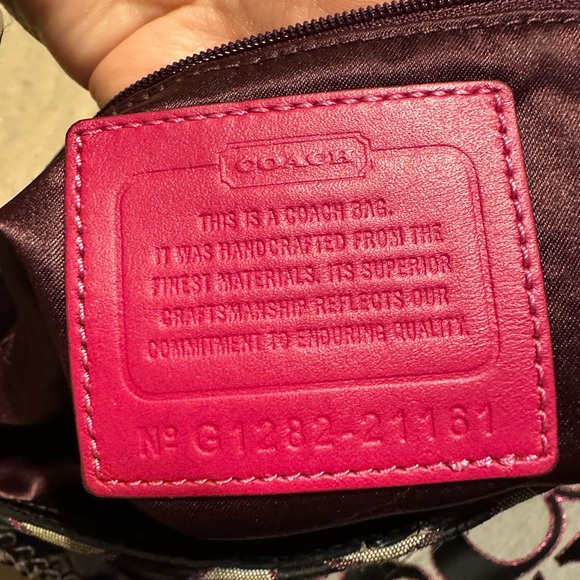 COACH
THIS IS A COACH BAG.
IT WAS HANDCRAFTED FROM THE
FINEST MATERIALS. ITS SUPERIOR
CRAFTSMANSHIP REFLECTS OUR
COMMITMENT TO ENDURING QUALITY.
Nº G1282-21161